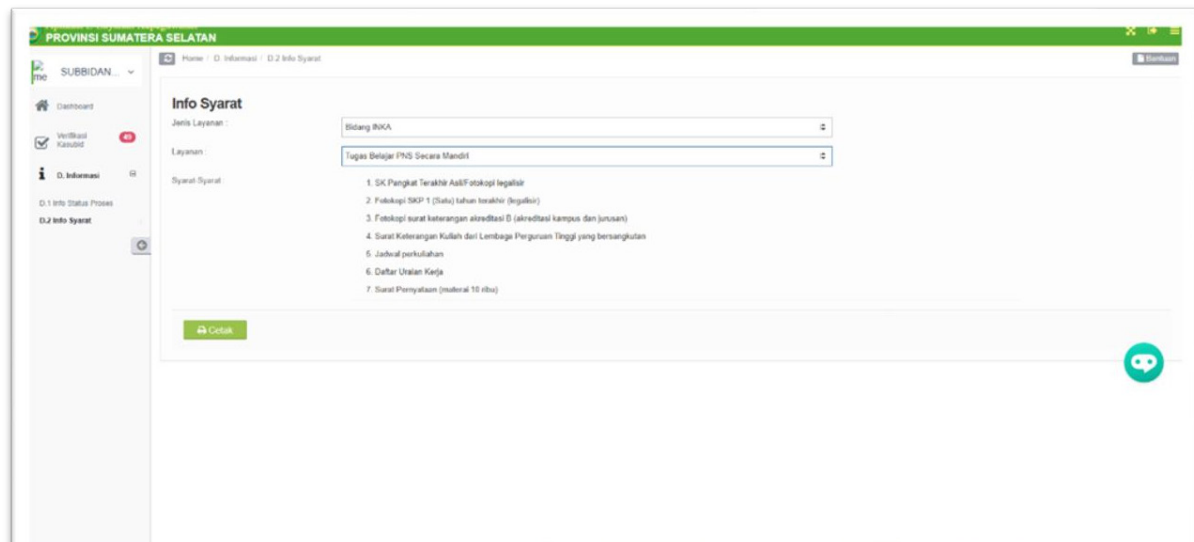 PROVINSI SUMATERA SELATAN
Home / D. Informasi / D.2 Info Syarat
Bantuan
me
SUBBIDAN...
Dashboard
Verifikasi
Kasubid
49
D. Informasi
D.1 Info Status Proses
D.2 Info Syarat
Info Syarat
Jenis Layanan :
Bidang INKA
Layanan :
Tugas Belajar PNS Secara Mandiri
Syarat-Syarat :
1. SK Pangkat Terakhir Asli/Fotokopi legalisir
2. Fotokopi SKP 1 (Satu) tahun terakhir (legalisir)
3. Fotokopi surat keterangan akreditasi B (akreditasi kampus dan jurusan)
4. Surat Keterangan Kuliah dari Lembaga Perguruan Tinggi yang bersangkutan
5. Jadwal perkuliahan
6. Daftar Uraian Kerja
7. Surat Pernyataan (materai 10 ribu)
Cetak